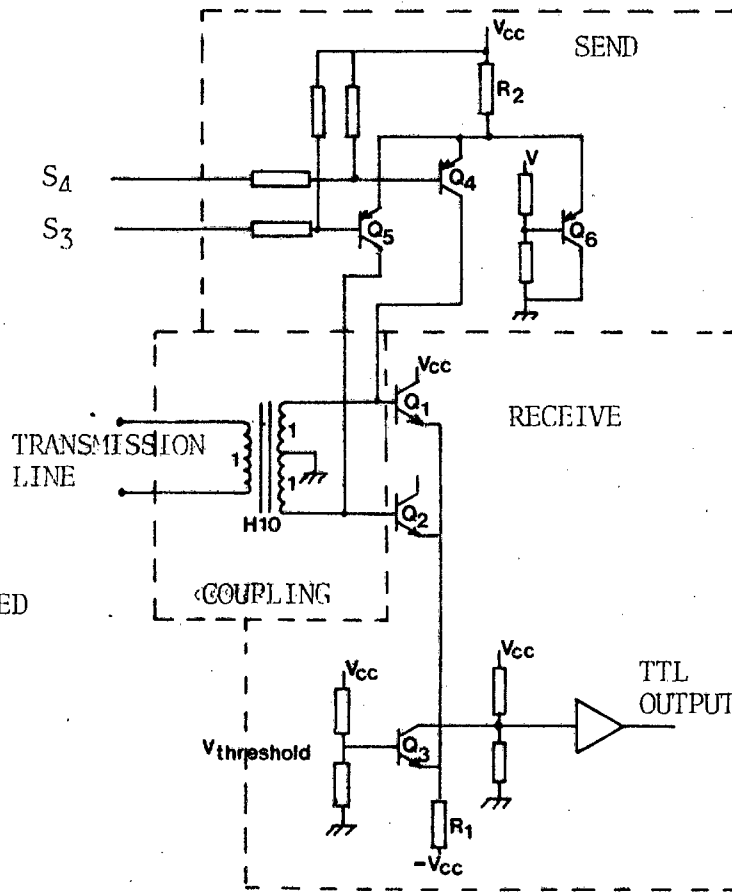 Vcc
SEND
R2
S4
Q4
V
S3
Q5
Q6
Vcc
Q1
RECEIVE
TRANSMISSION
LINE
1
1
1
H10
Q2
ED
COUPLING
Vcc
Vcc
TTL
OUTPUT
Vthreshold
Q3
R1
-Vcc